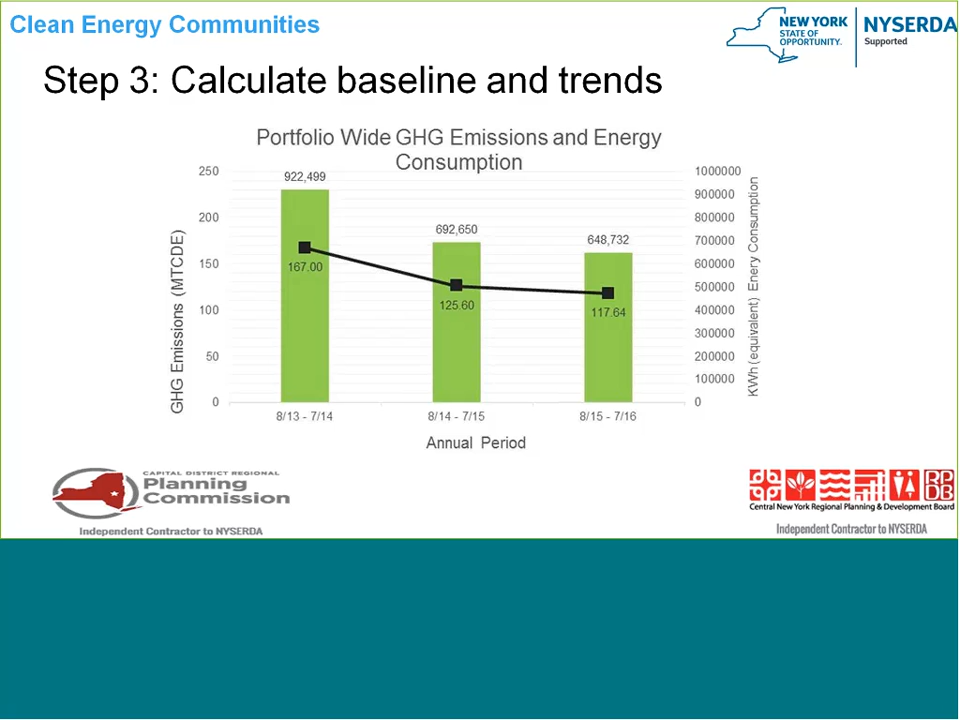 Clean Energy Communities
NEW YORK
STATE OF
OPPORTUNITY.
NYSERDA
Supported
Step 3: Calculate baseline and trends
Portfolio Wide GHG Emissions and Energy
Consumption
GHG Emissions (MTCDE)
250
200
150
100
50
0
922,499
692,650
648,732
167.00
125.60
117.64
1000000
900000
800000
700000
600000
500000
400000
300000
200000
100000
0
KWh (equivalent) Enery Consumption
8/13 - 7/14
8/14 - 7/15
8/15 - 7/16
Annual Period
CAPITAL DISTRICT REGIONAL
Planning
Commission
Independent Contractor to NYSERDA
RP
DB
Central New York Regional Planning & Development Board
Independent Contractor to NYSERDA